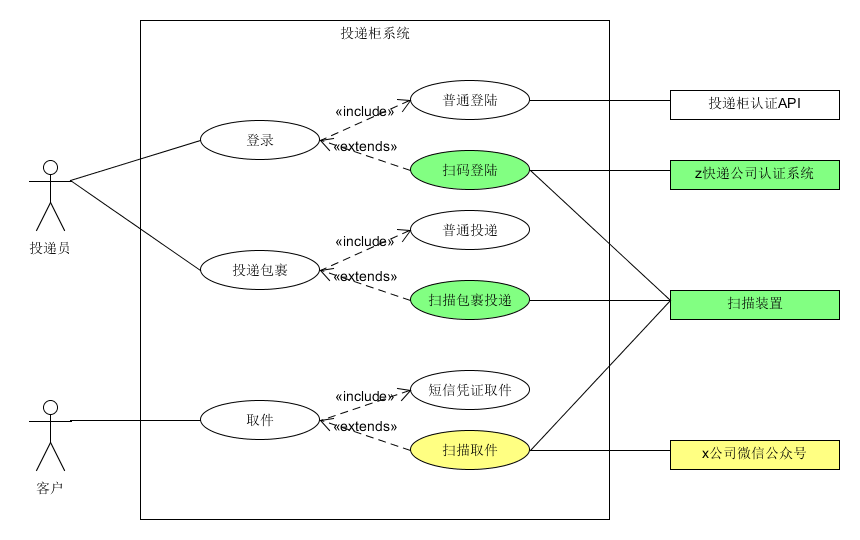 投递柜系统
«include»
普通登陆
投递柜认证API
登录
«extends»
扫码登陆
z快递公司认证系统
投递员
«include»
普通投递
投递包裹
«extends»
扫描包裹投递
扫描装置
«include»
短信凭证取件
取件
«extends»
扫描取件
x公司微信公众号
客户